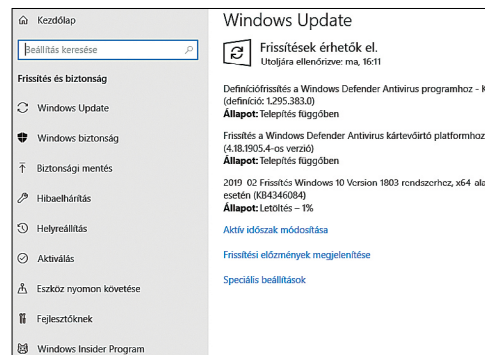 Kezdőlap
Beállítás keresése
Frissítés és biztonság
Windows Update
Windows biztonság
Biztonsági mentés
Hibaelhárítás
Helyreállítás
Aktiválás
Eszköz nyomon követése
Fejlesztőknek
Windows Insider Program
Windows Update
Frissítések érhetők el.
Utoljára ellenőrizve: ma, 16:11
Definíciófrissítés a Windows Defender Antivirus programhoz - K
(definíció: 1.295.383.0)
Állapot: Telepítés függőben
Frissítés a Windows Defender Antivirus kártevőirtó platformhoz
(4.18.1905.4-os verzió)
Állapot: Telepítés függőben
2019 02 Frissítés Windows 10 Version 1803 rendszerhez, x64 ala
esetén (KB4346084)
Állapot: Letöltés – 1%
Aktív időszak módosítása
Frissítési előzmények megjelenítése
Speciális beállítások